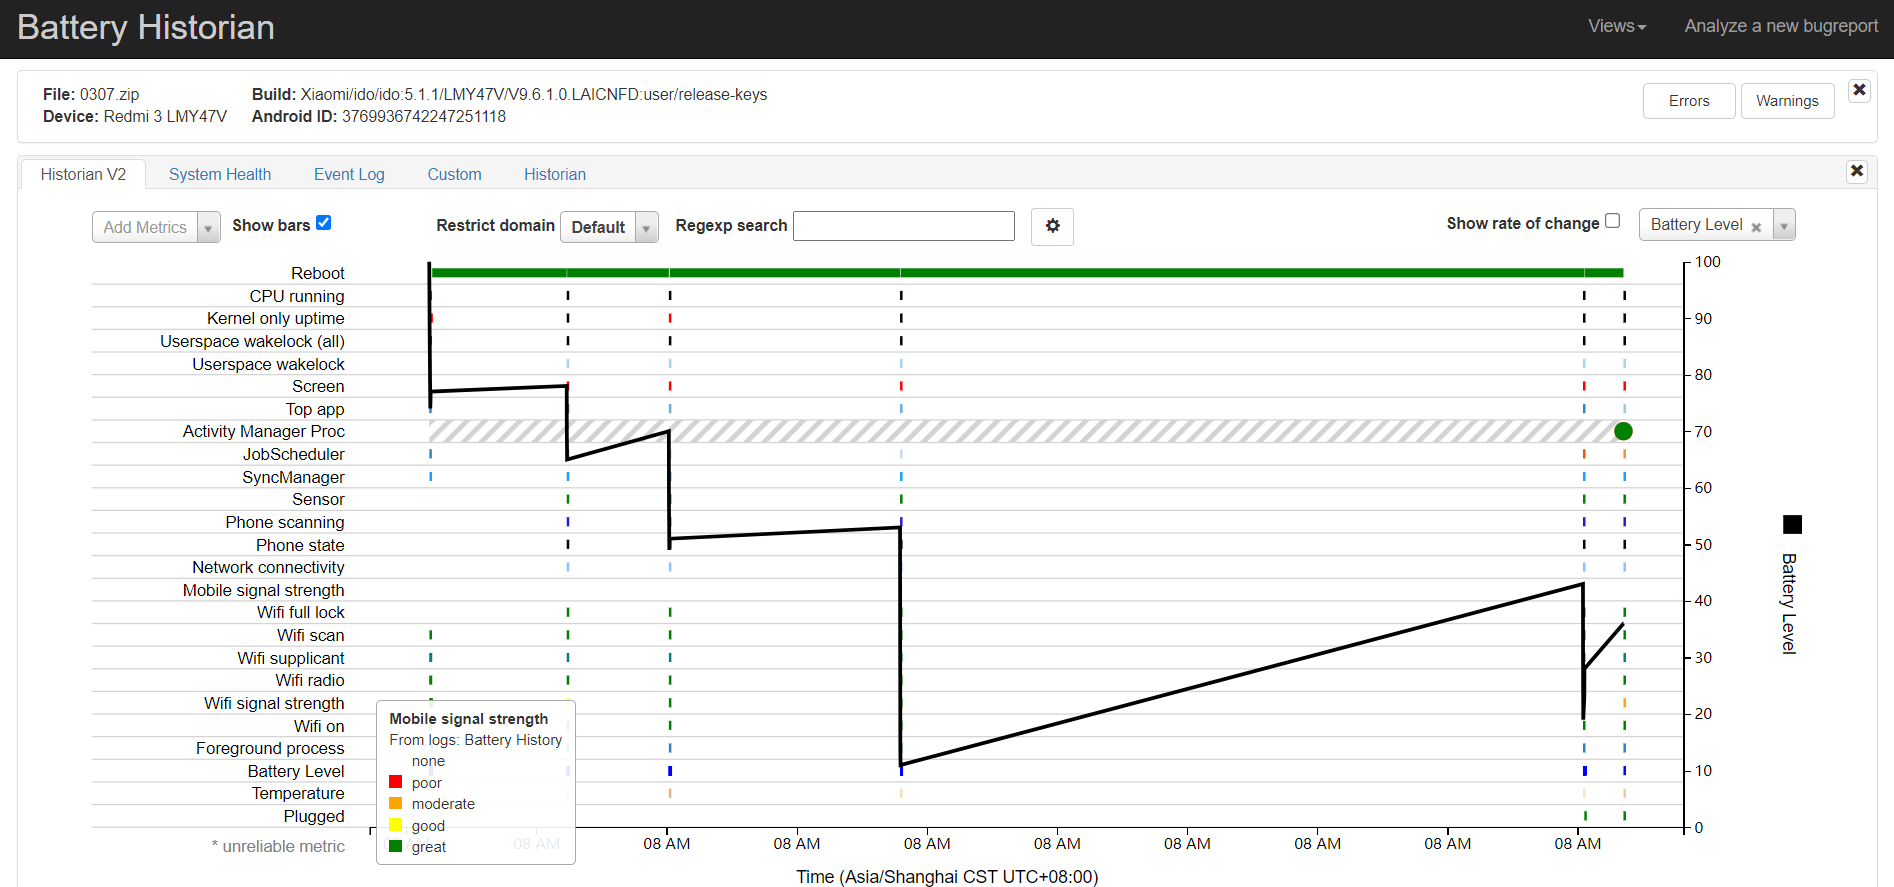 Battery Historian
Views
Analyze a new bugreport
File: 0307.zip
Build: Xiaomi/ido/ido:5.1.1/LMY47V/V9.6.1.0.LAICNFD:user/release-keys
Device: Redmi 3 LMY47V
Android ID: 3769936742247251118
Errors
Warnings
Historian V2
System Health
Event Log
Custom
Historian
Add Metrics
Show bars
Restrict domain
Default
Regexp search
Show rate of change
Battery Level
Reboot
CPU running
Kernel only uptime
Userspace wakelock (all)
Userspace wakelock
Screen
Top app
Activity Manager Proc
JobScheduler
SyncManager
Sensor
Phone scanning
Phone state
Network connectivity
Mobile signal strength
Wifi full lock
Wifi scan
Wifi supplicant
Wifi radio
Wifi signal strength
Wifi on
Foreground process
Battery Level
Temperature
Plugged
* unreliable metric
Mobile signal strength
From logs: Battery History
none
poor
moderate
good
great
100
90
80
70
60
50
40
30
20
10
0
Battery Level
08 AM
08 AM
08 AM
08 AM
08 AM
08 AM
08 AM
08 AM
08 AM
Time (Asia/Shanghai CST UTC+08:00)